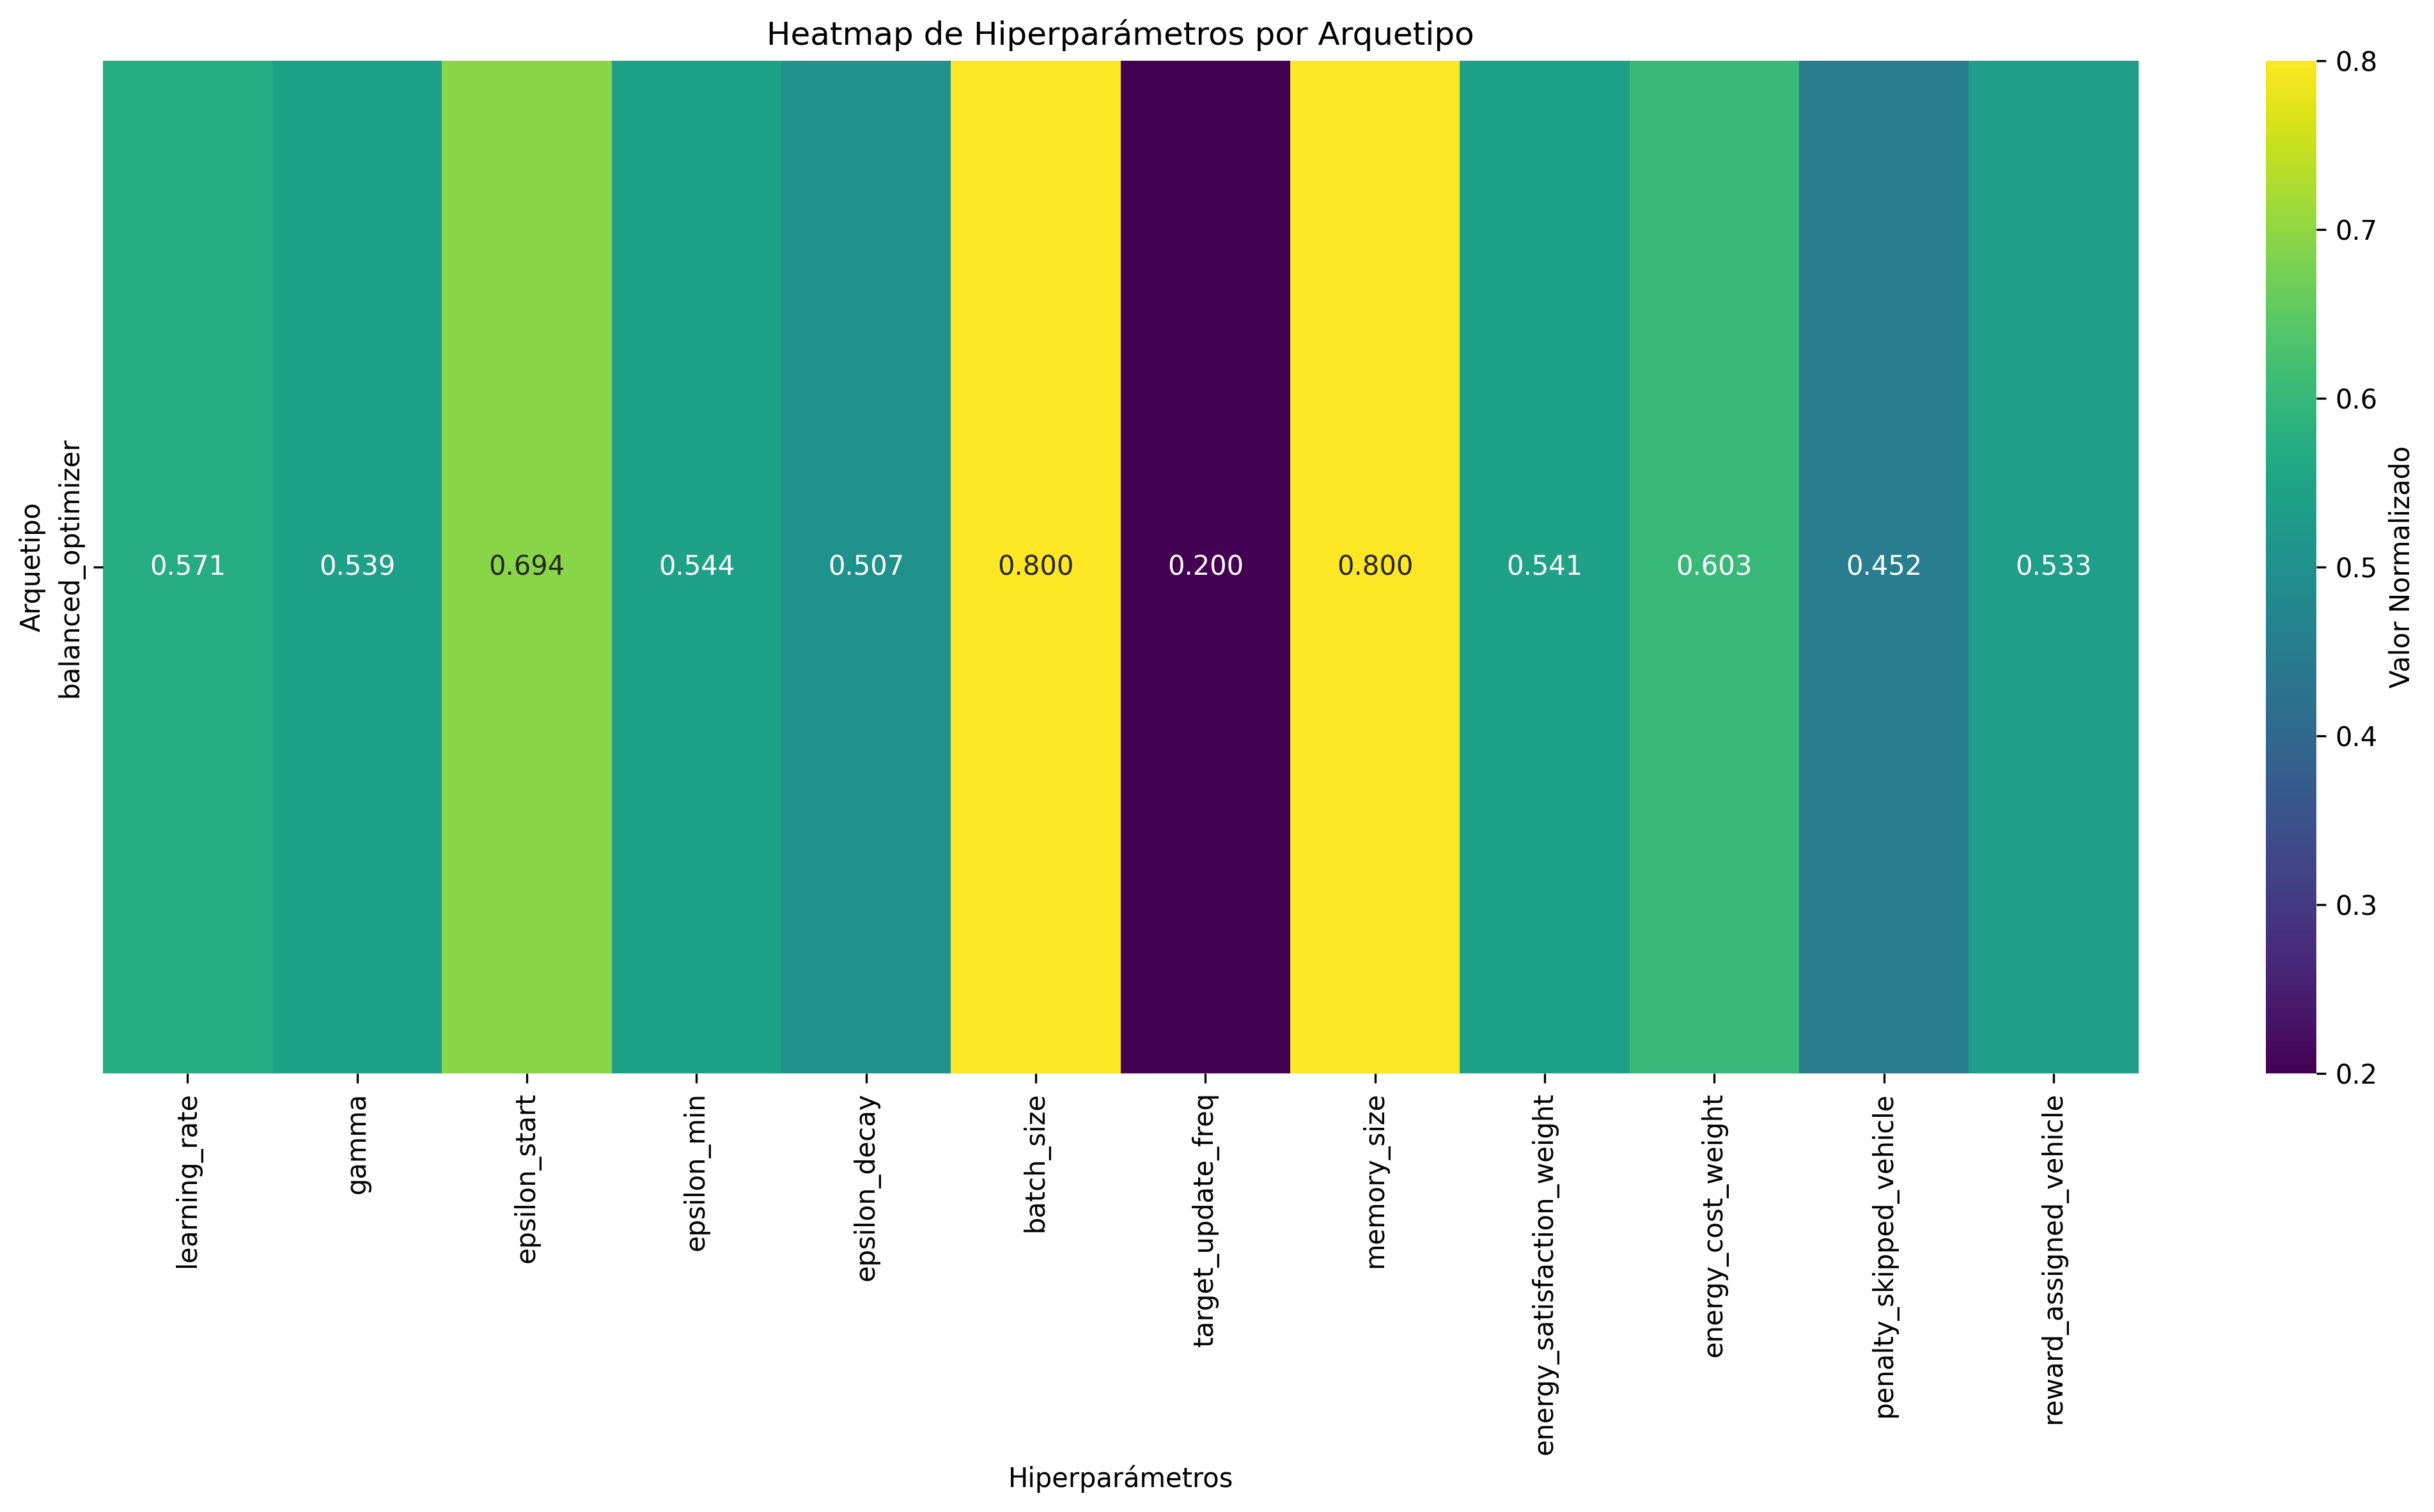 Heatmap de Hiperparámetros por Arquetipo
Arquetipo
balanced_optimizer
0.571 0.539 0.694 0.544 0.507 0.800 0.200 0.800 0.541 0.603 0.452 0.533
learning_rate
gamma
epsilon_start
epsilon_min
epsilon_decay
batch_size
target_update_freq
memory_size
energy_satisfaction_weight
energy_cost_weight
penalty_skipped_vehicle
reward_assigned_vehicle
Hiperparámetros
0.8
0.7
0.6
0.5
0.4
0.3
0.2
Valor Normalizado